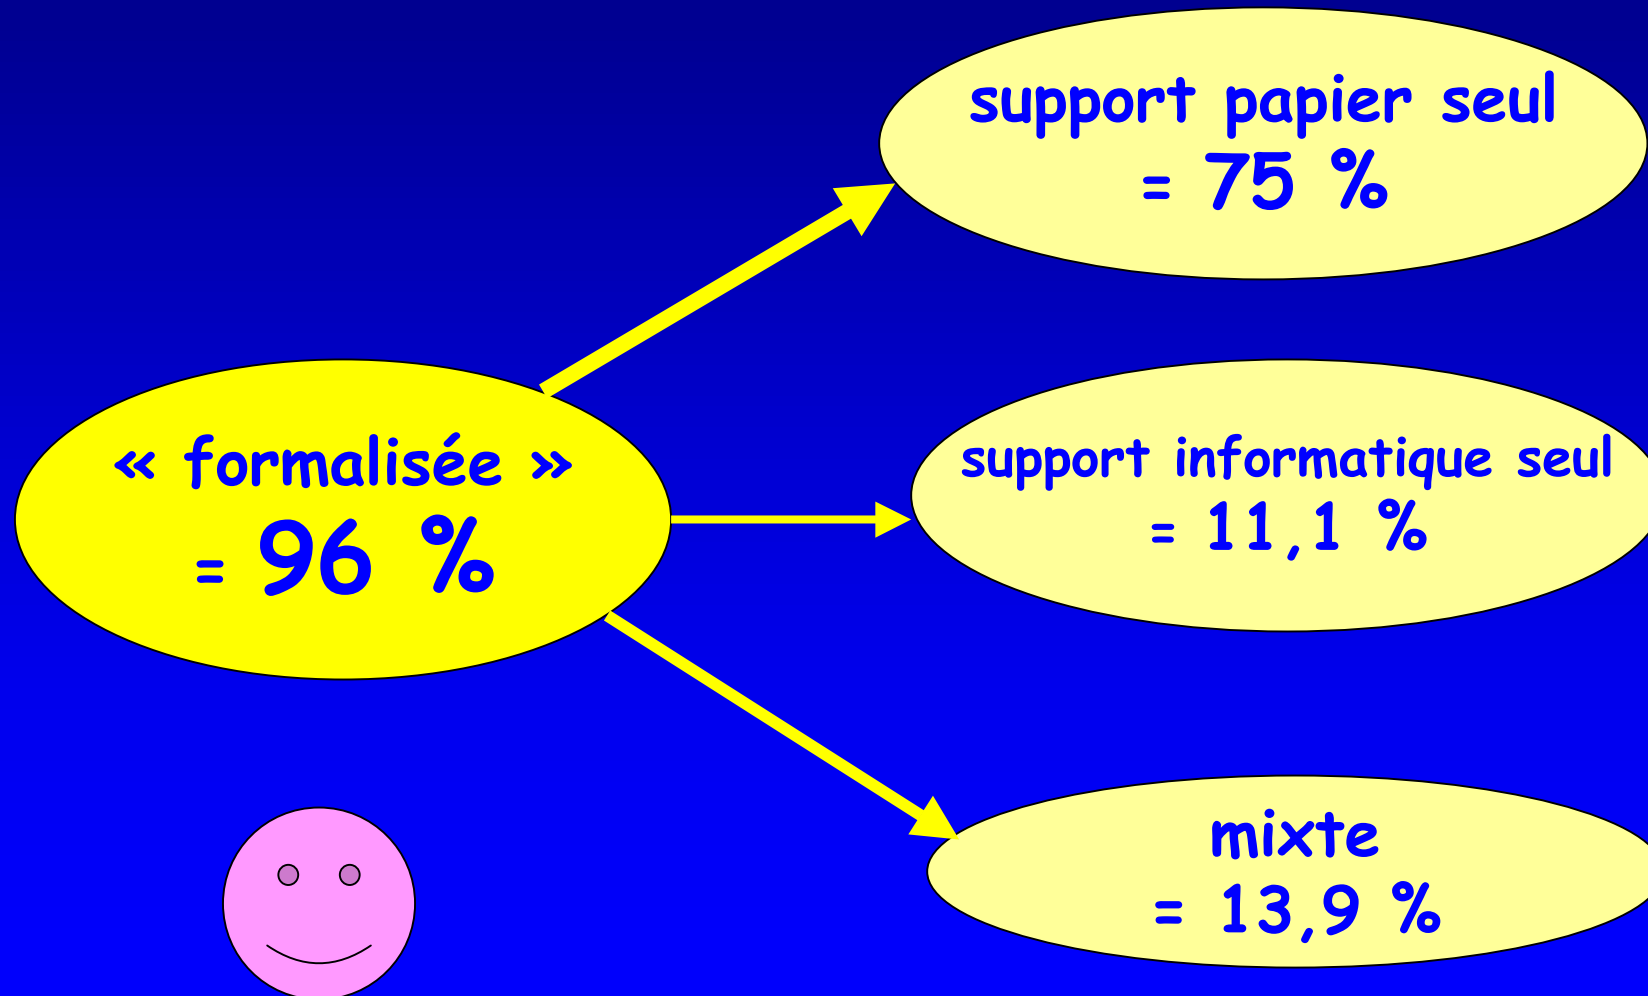 support papier seul
= 75 %
« formalisée »
= 96 %
support informatique seul
= 11,1 %
mixte
= 13,9 %